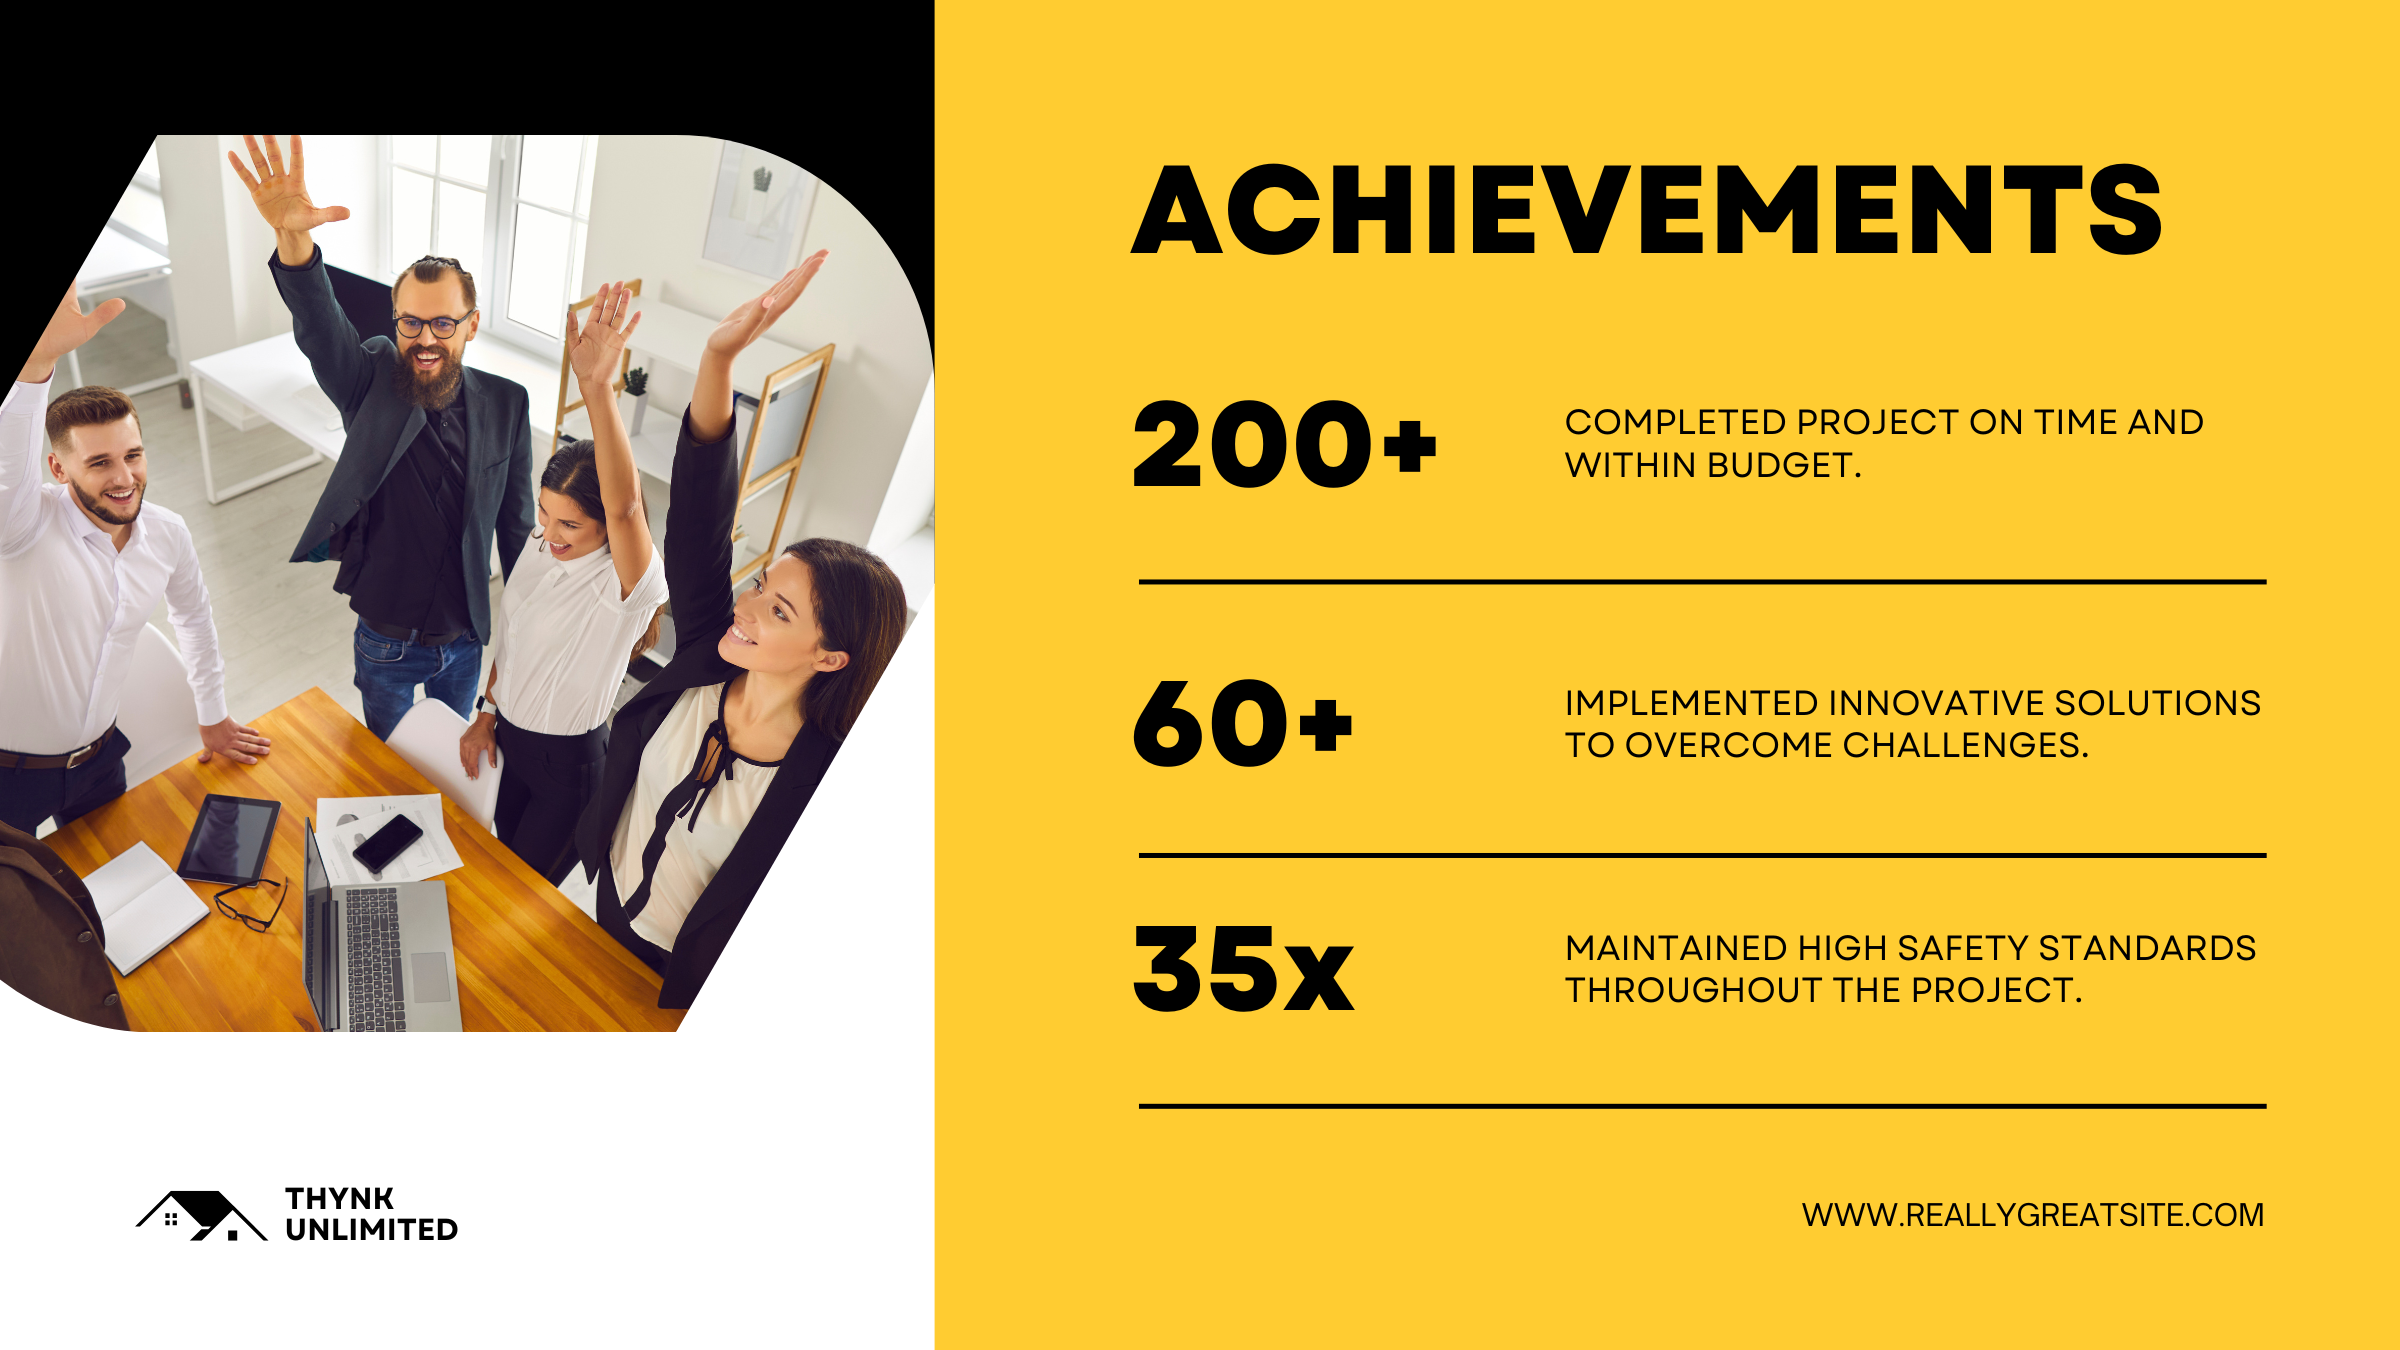 ACHIEVEMENTS
200+
COMPLETED PROJECT ON TIME AND
WITHIN BUDGET.
60+
IMPLEMENTED INNOVATIVE SOLUTIONS
TO OVERCOME CHALLENGES.
35x
MAINTAINED HIGH SAFETY STANDARDS
THROUGHOUT THE PROJECT.
THYNK
UNLIMITED
WWW.REALLYGREATSITE.COM